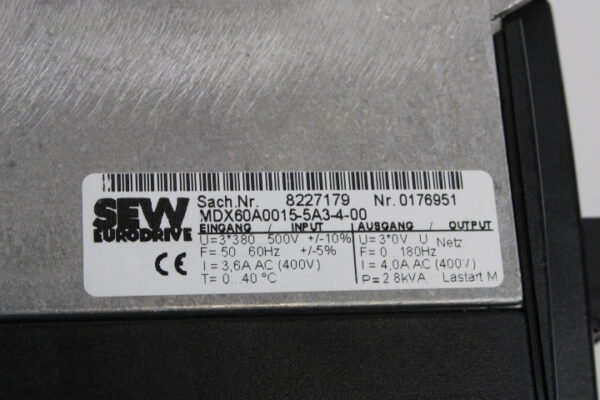 SEW
EURODRIVE
CE
Sach.Nr. 8227179 Nr. 0176951
MDX60A0015-5A3-4-00
EINGANG / INPUT AUSGANG / OUTPUT
U=3*380...500V +/-10% U=3*0V...U Netz
F= 50...60Hz +/-5% F= 0...180Hz
I = 3,6A AC (400V) I = 4,0A AC (400V)
T= 0...40 °C P= 2.8kVA Lastart M